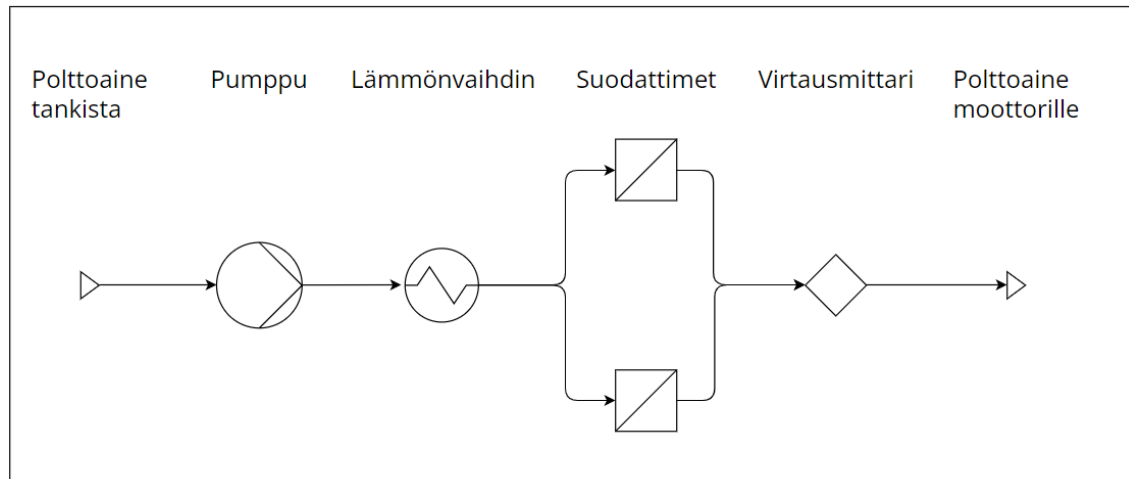 Polttoaine
tankista
Pumppu
Lämmönvaihdin
Suodattimet
Virtausmittari
Polttoaine
moottorille